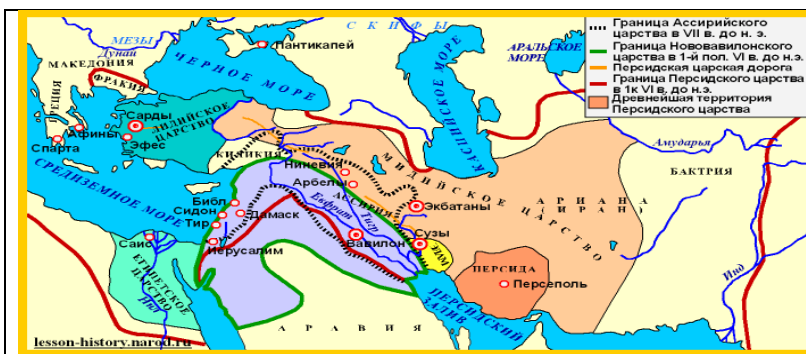 Граница Ассирийского
царства в VII в. до н. э.
Граница Нововавилонского
царства в 1-й пол. VI в. до н.э.
Персидская царская дорога
Граница Персидского царства
в 1к VI в. до н.э.
Древнейшая территория
Персидского царства
СКИФЫ
МЕЗЫ
Дунай
Пантикапей
АРАЛЬСКОЕ
МОРЕ
МАКЕДОНИЯ
ФРАКИЯ
ЧЕРНОЕ МОРЕ
КАСПИЙСКОЕ МОРЕ
ГРЕЦИЯ
Сарды
ЛИДИЙСКОЕ
ЦАРСТВО
Афины
Спарта
Эфес
Амударья
КИЛИКИЯ
Ниневия
Арбелы
МИДИЙСКОЕ ЦАРСТВО
БАКТРИЯ
СРЕДИЗЕМНОЕ МОРЕ
АССИРИЯ
АРИАНА
(ИРАН)
Библ
Сидон
Тир
Дамаск
Евфрат
Тигр
Экбатаны
Саис
Иерусалим
Вавилон
Сузы
ЭЛАМ
ЕГИПЕТСКОЕ
ЦАРСТВО
Нил
ПЕРСИДА
Персеполь
Инд
ПЕРСИДСКИЙ
ЗАЛИВ
АРАВИЯ
lesson-history.narod.ru